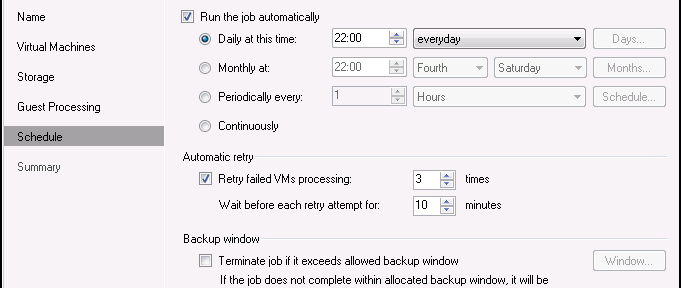 Name
Virtual Machines
Storage
Guest Processing
Schedule
Summary
Run the job automatically
Daily at this time: 22:00 everyday Days...
Monthly at: 22:00 Fourth Saturday Months...
Periodically every: 1 Hours Schedule...
Continuously
Automatic retry
Retry failed VMs processing: 3 times
Wait before each retry attempt for: 10 minutes
Backup window
Terminate job if it exceeds allowed backup window Window...
If the job does not complete within allocated backup window, it will be